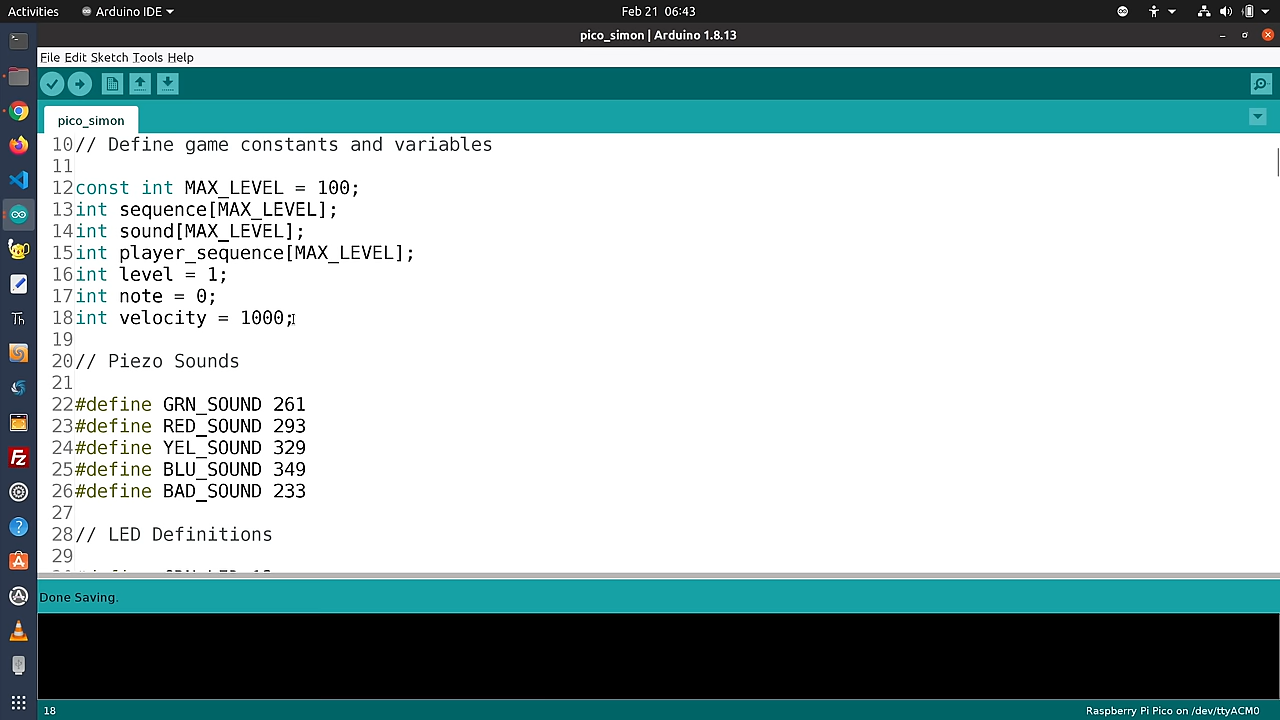 Activities Arduino IDE Feb 21 06:43
pico_simon | Arduino 1.8.13
File Edit Sketch Tools Help
pico_simon
10 // Define game constants and variables
11
12 const int MAX_LEVEL = 100;
13 int sequence[MAX_LEVEL];
14 int sound[MAX_LEVEL];
15 int player_sequence[MAX_LEVEL];
16 int level = 1;
17 int note = 0;
18 int velocity = 1000;
19
20 // Piezo Sounds
21
22 #define GRN_SOUND 261
23 #define RED_SOUND 293
24 #define YEL_SOUND 329
25 #define BLU_SOUND 349
26 #define BAD_SOUND 233
27
28 // LED Definitions
29
Done Saving.
18 Raspberry Pi Pico on /dev/ttyACM0